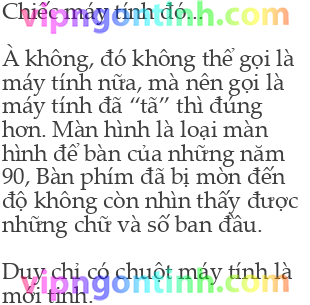 Chiếc máy tính đó...
vipngontinh.com
À không, đó không thể gọi là
máy tính nữa, mà nên gọi là
máy tính đã “tã” thì đúng
hơn. Màn hình là loại màn
hình để bàn của những năm
90, Bàn phím đã bị mòn đến
độ không còn nhìn thấy được
những chữ và số ban đầu.
Duy chỉ có chuột máy tính là
vipngontinh.com
mới tinh.